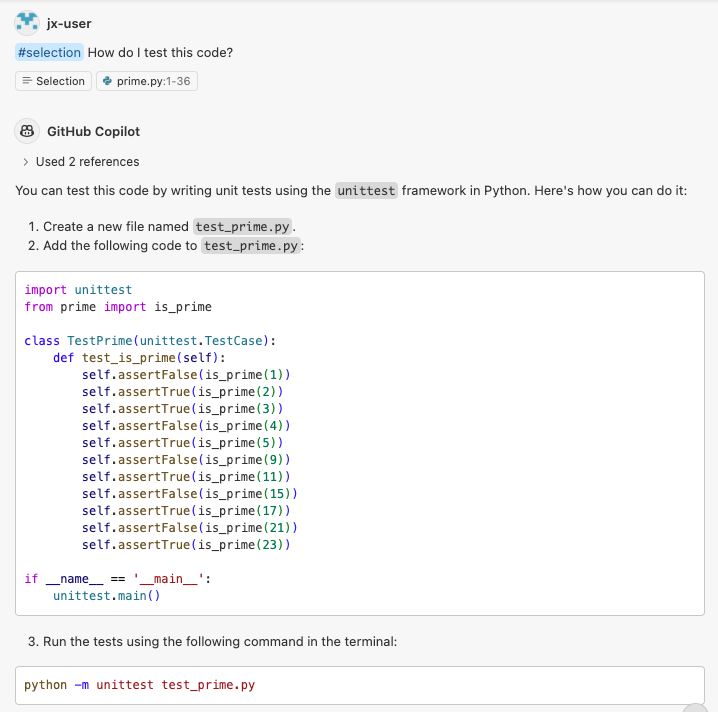 jx-user
#selection How do I test this code?
Selection prime.py:1-36
GitHub Copilot
Used 2 references
You can test this code by writing unit tests using the unittest framework in Python. Here's how you can do it:
1. Create a new file named test_prime.py.
2. Add the following code to test_prime.py:
import unittest
from prime import is_prime

class TestPrime(unittest.TestCase):
    def test_is_prime(self):
        self.assertFalse(is_prime(1))
        self.assertTrue(is_prime(2))
        self.assertTrue(is_prime(3))
        self.assertFalse(is_prime(4))
        self.assertTrue(is_prime(5))
        self.assertFalse(is_prime(9))
        self.assertTrue(is_prime(11))
        self.assertFalse(is_prime(15))
        self.assertTrue(is_prime(17))
        self.assertFalse(is_prime(21))
        self.assertTrue(is_prime(23))

if __name__ == '__main__':
    unittest.main()
3. Run the tests using the following command in the terminal:
python -m unittest test_prime.py